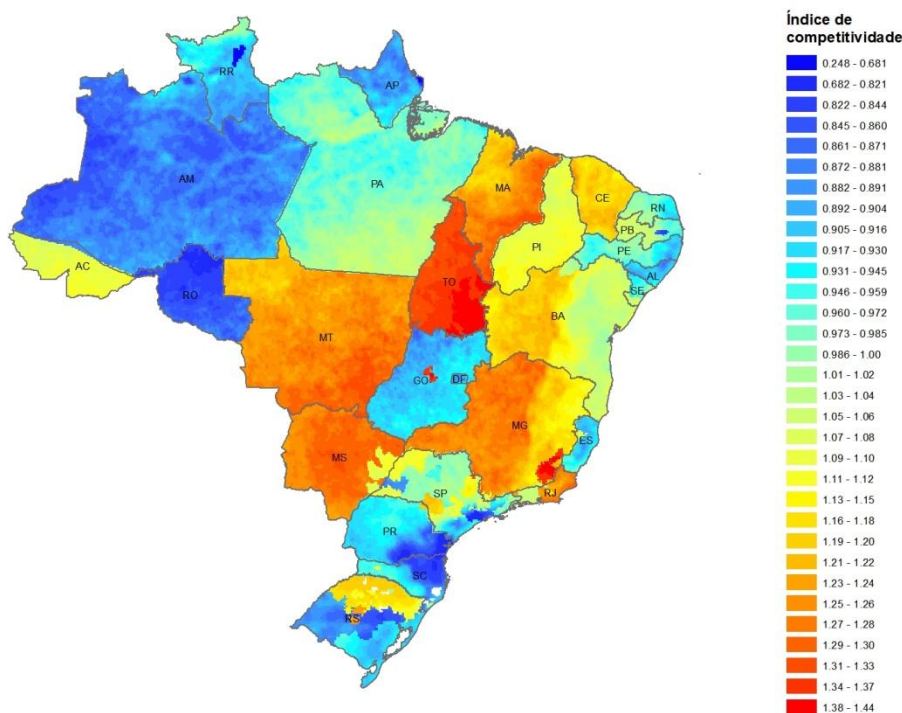 Índice de
competitividade
0.248 - 0.681
0.682 - 0.821
0.822 - 0.844
0.845 - 0.860
0.861 - 0.871
0.872 - 0.881
0.882 - 0.891
0.892 - 0.904
0.905 - 0.916
0.917 - 0.930
0.931 - 0.945
0.946 - 0.959
0.960 - 0.972
0.973 - 0.985
0.986 - 1.00
1.01 - 1.02
1.03 - 1.04
1.05 - 1.06
1.07 - 1.08
1.09 - 1.10
1.11 - 1.12
1.13 - 1.15
1.16 - 1.18
1.19 - 1.20
1.21 - 1.22
1.23 - 1.24
1.25 - 1.26
1.27 - 1.28
1.29 - 1.30
1.31 - 1.33
1.34 - 1.37
1.38 - 1.44
RR
AP
AM
PA
MA
CE
RN
PB
PI
PE
AL
SE
AC
RO
TO
BA
MT
GO
DF
MG
ES
MS
SP
RJ
PR
SC
RS